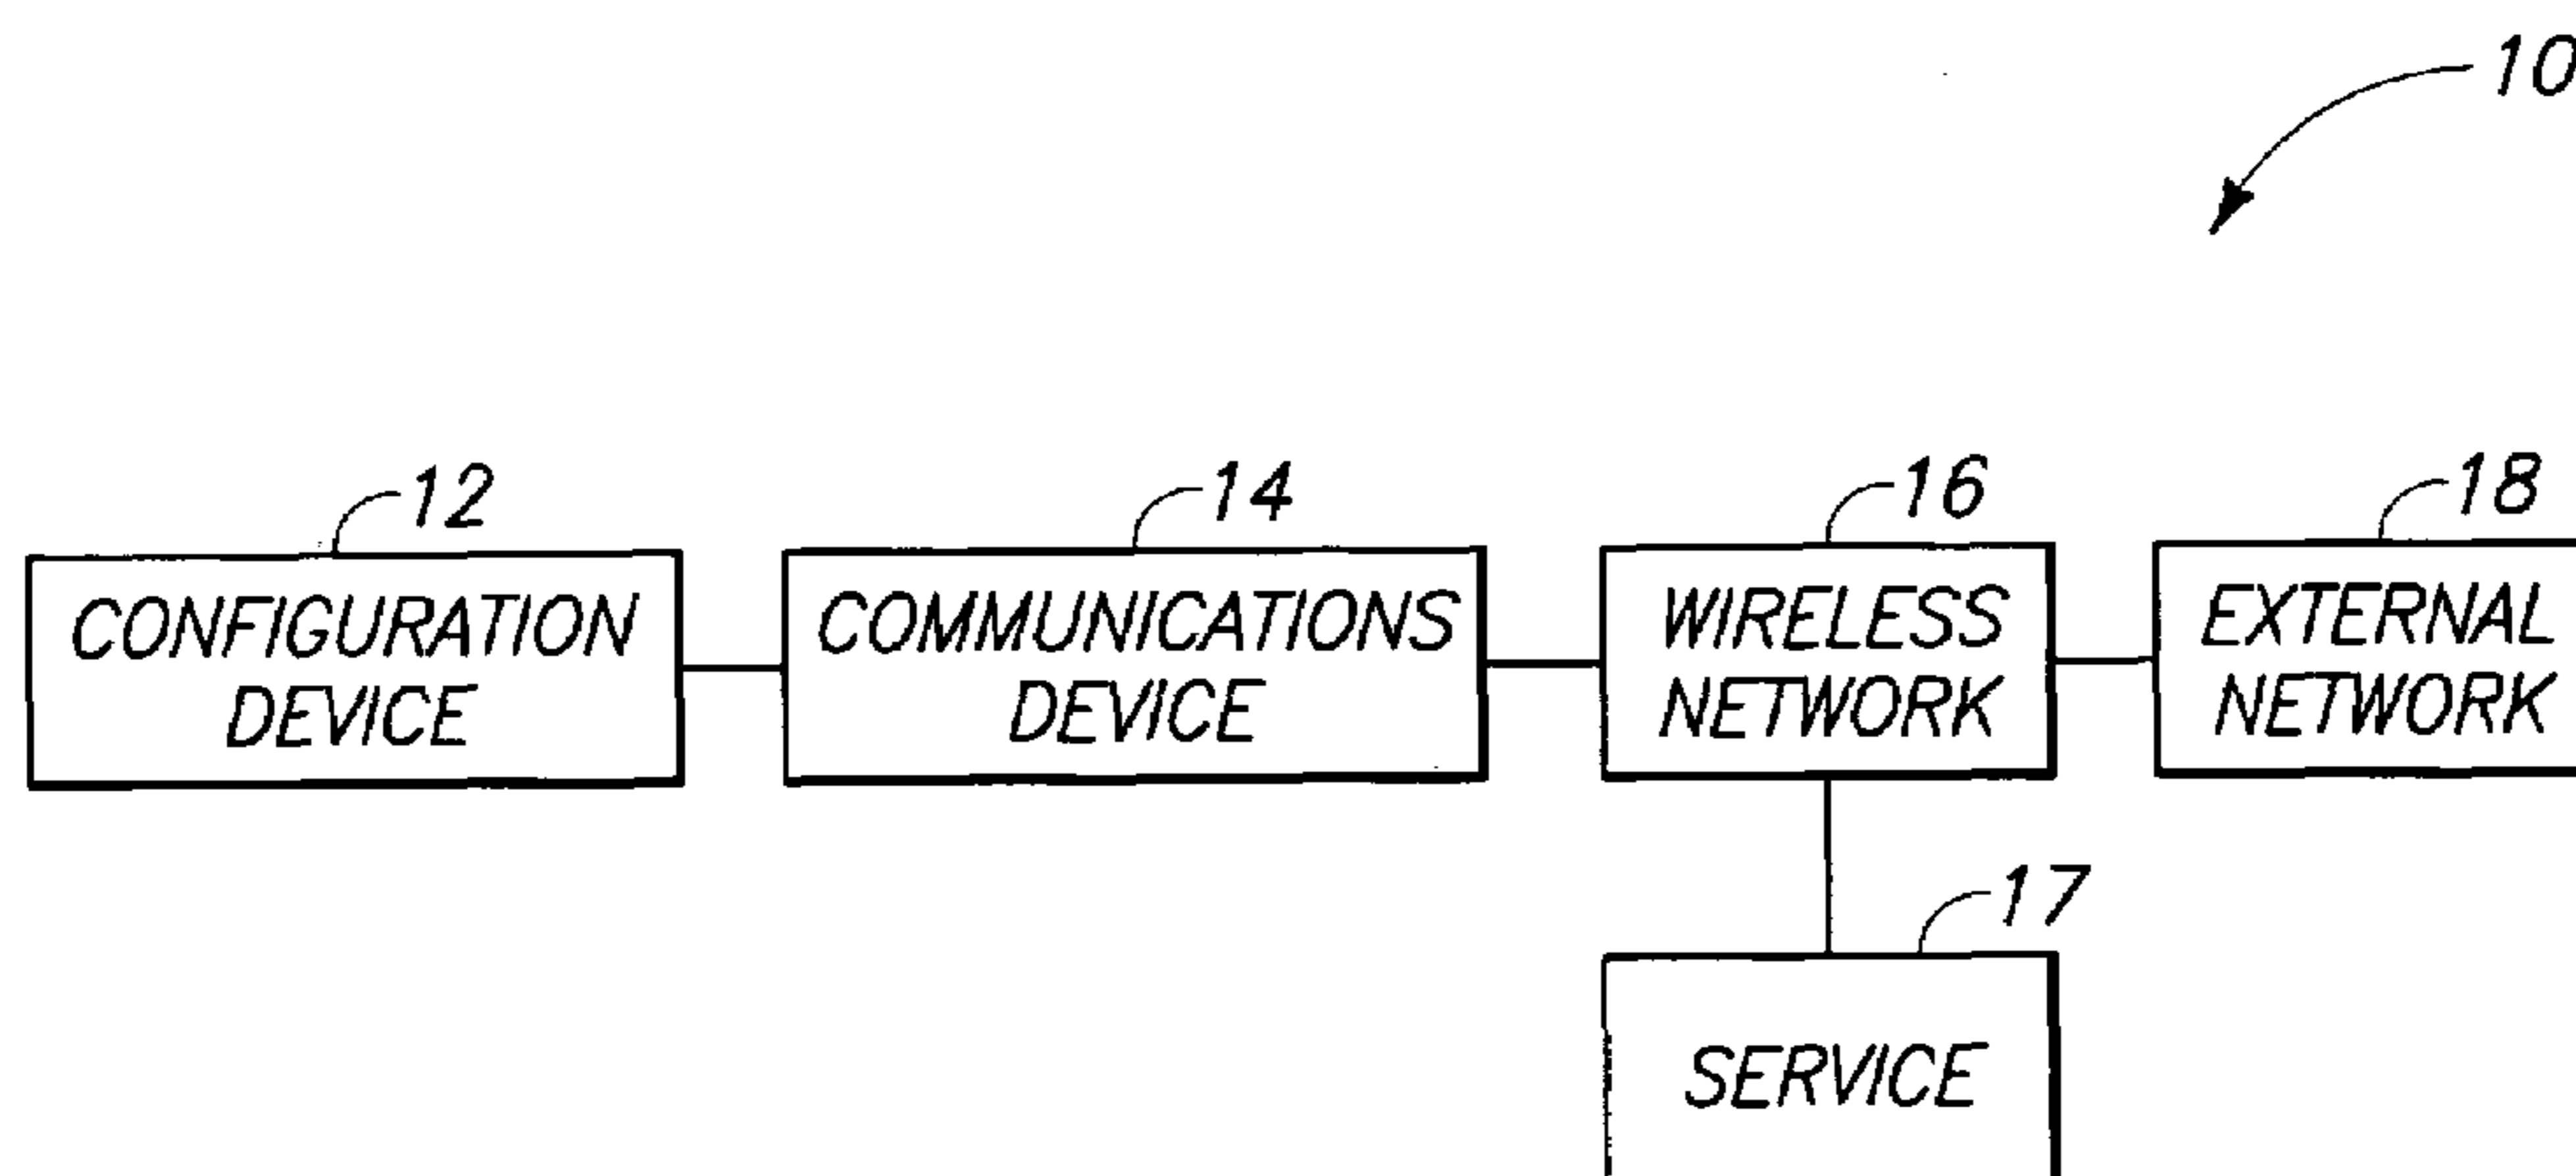 10
12
14
16
18
CONFIGURATION
DEVICE
COMMUNICATIONS
DEVICE
WIRELESS
NETWORK
EXTERNAL
NETWORK
17
SERVICE